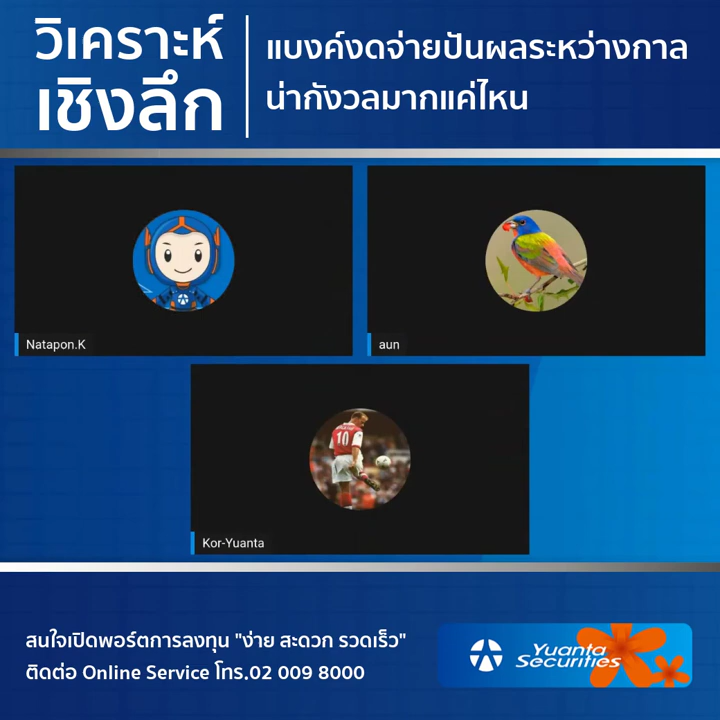 วิเคราะห์
เชิงลึก
แบงค์งดจ่ายปันผลระหว่างกาล
น่ากังวลมากแค่ไหน
Natapon.K
aun
10
Kor-Yuanta
สนใจเปิดพอร์ตการลงทุน "ง่าย สะดวก รวดเร็ว"
ติดต่อ Online Service โทร.02 009 8000
Yuanta
Securities